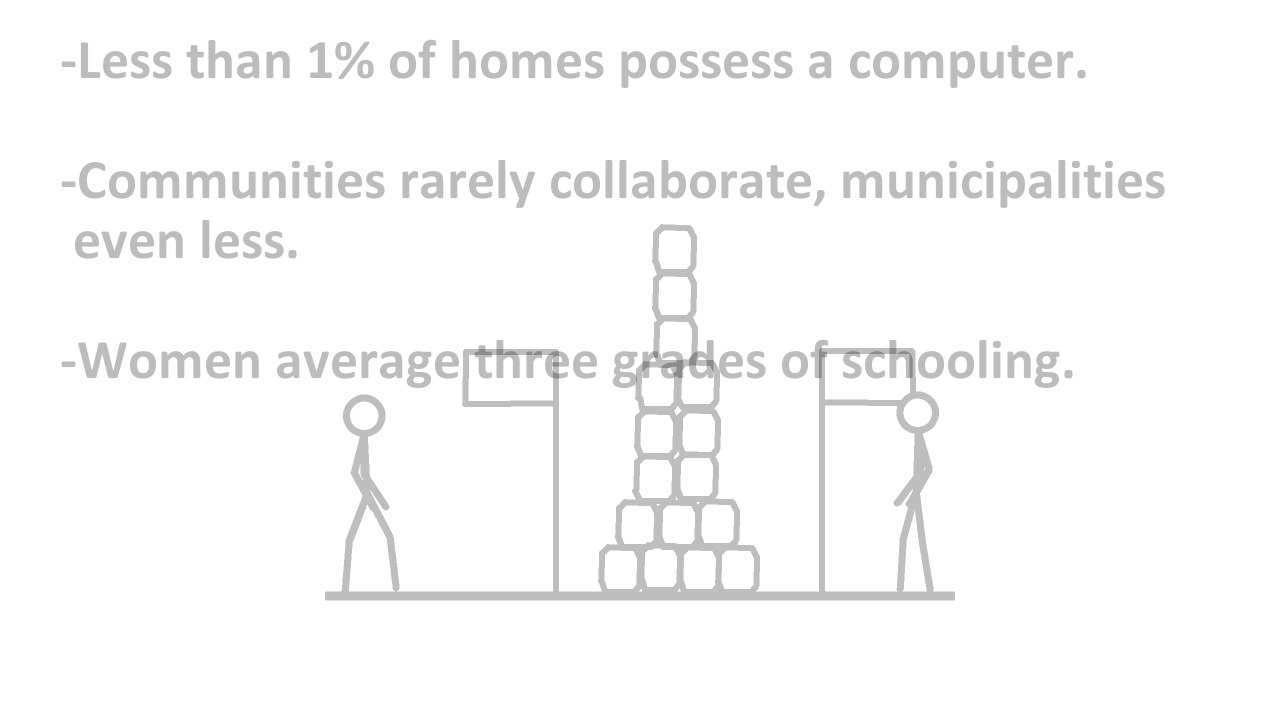 -Less than 1% of homes possess a computer.
-Communities rarely collaborate, municipalities
even less.
-Women average three grades of schooling.